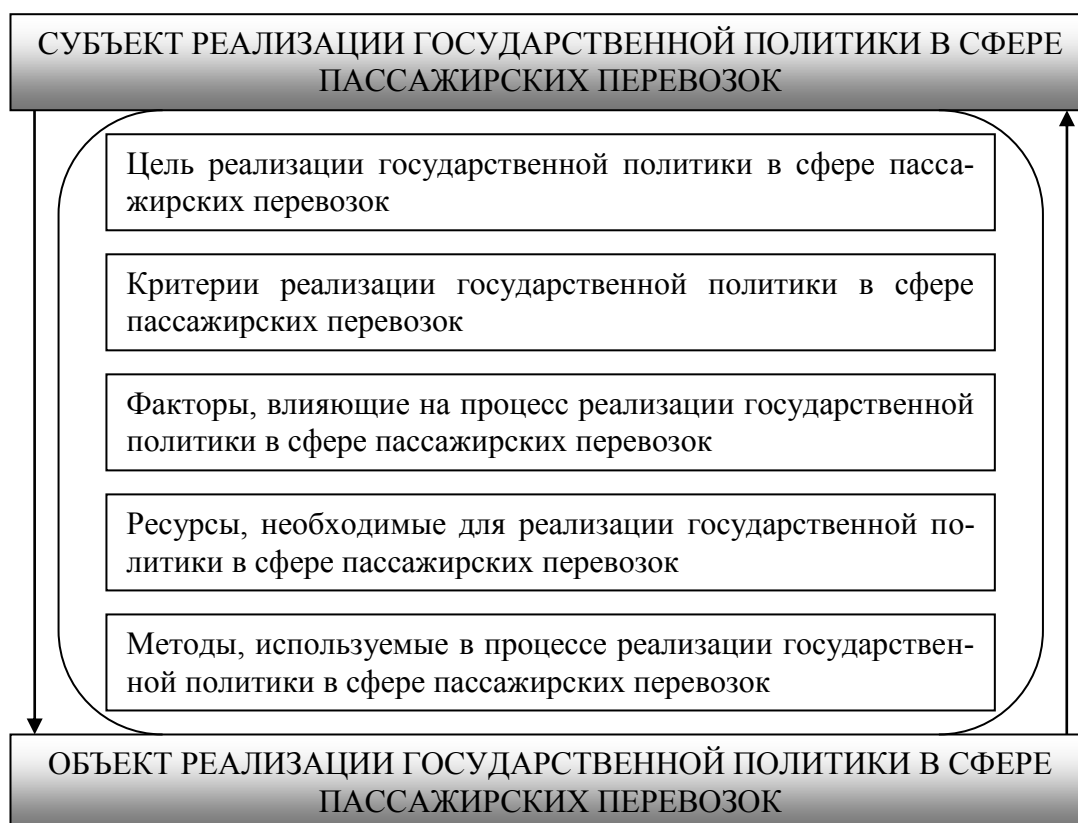 СУБЪЕКТ РЕАЛИЗАЦИИ ГОСУДАРСТВЕННОЙ ПОЛИТИКИ В СФЕРЕ
ПАССАЖИРСКИХ ПЕРЕВОЗОК
Цель реализации государственной политики в сфере пасса-
жирских перевозок
Критерии реализации государственной политики в сфере
пассажирских перевозок
Факторы, влияющие на процесс реализации государственной
политики в сфере пассажирских перевозок
Ресурсы, необходимые для реализации государственной по-
литики в сфере пассажирских перевозок
Методы, используемые в процессе реализации государствен-
ной политики в сфере пассажирских перевозок
ОБЪЕКТ РЕАЛИЗАЦИИ ГОСУДАРСТВЕННОЙ ПОЛИТИКИ В СФЕРЕ
ПАССАЖИРСКИХ ПЕРЕВОЗОК